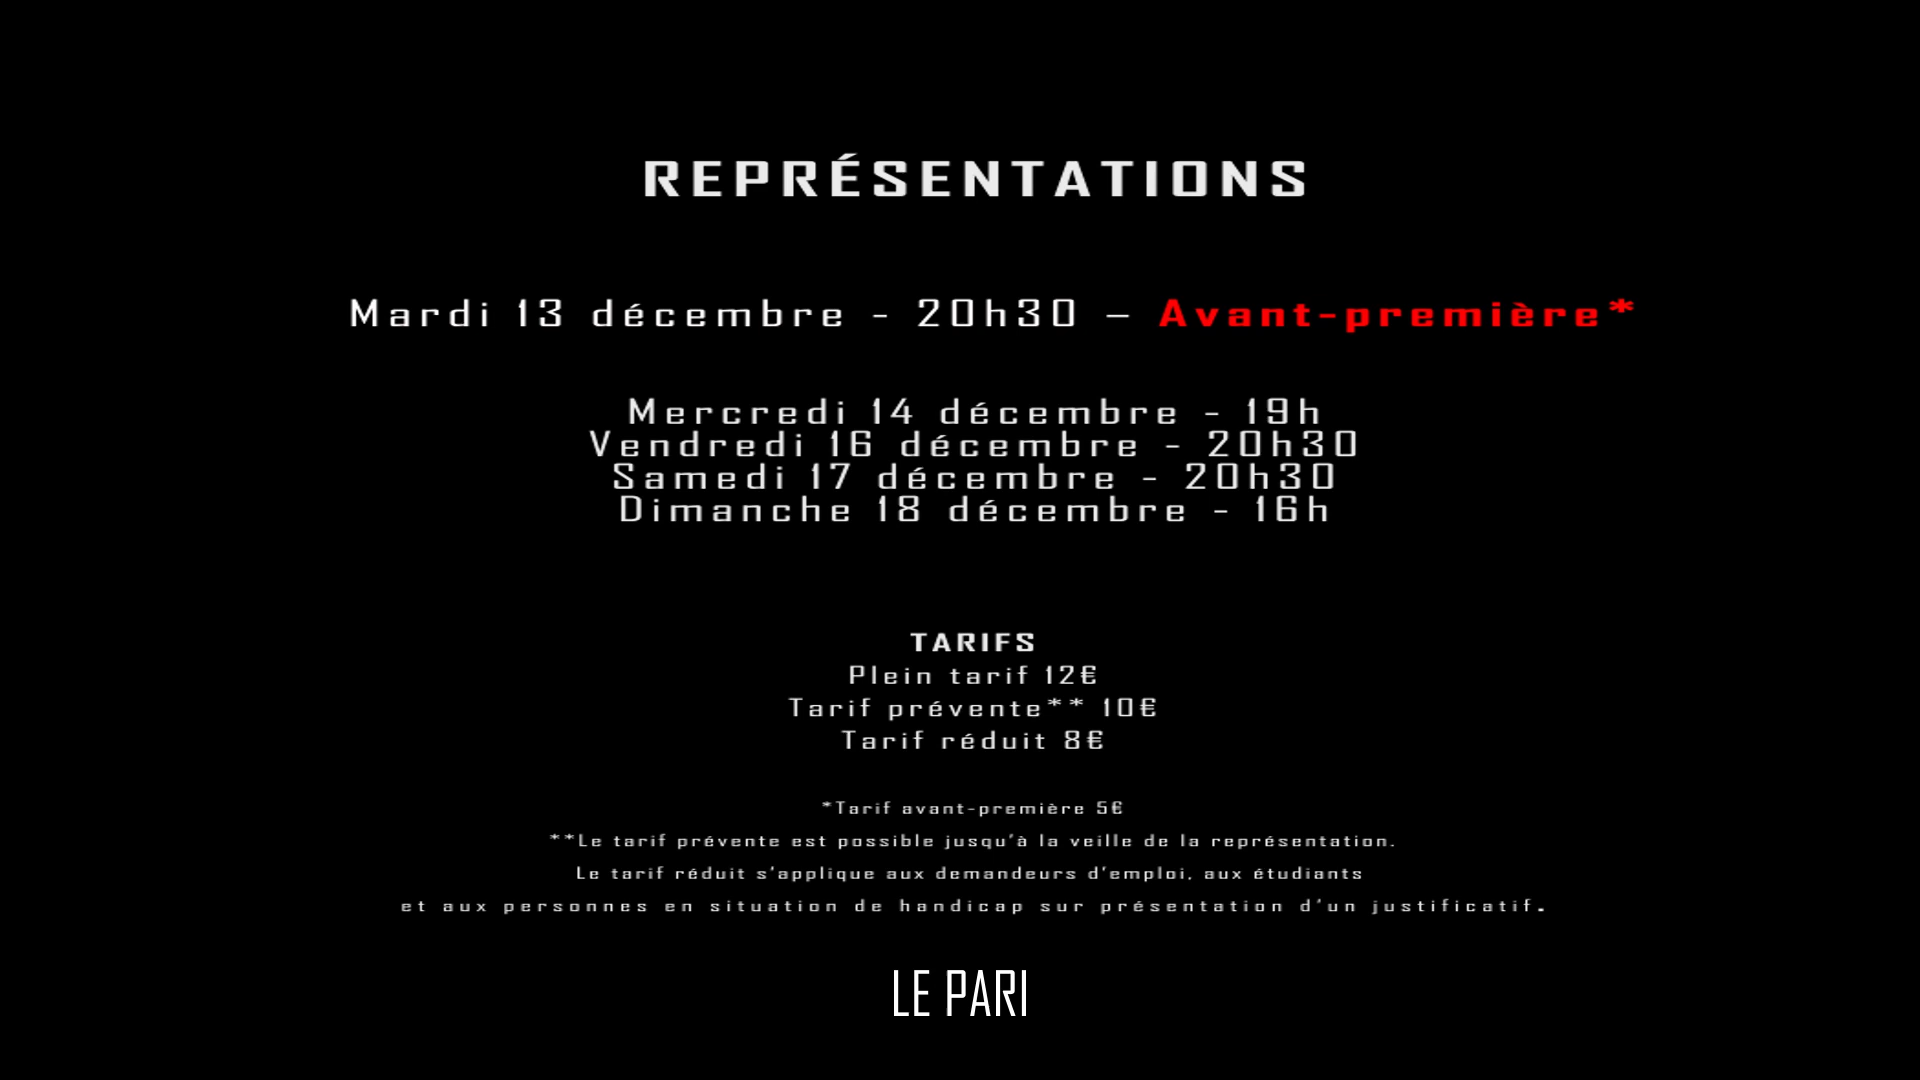 REPRÉSENTATIONS
Mardi 13 décembre - 20h30 – Avant-première*
Mercredi 14 décembre - 19h
Vendredi 16 décembre - 20h30
Samedi 17 décembre - 20h30
Dimanche 18 décembre - 16h
TARIFS
Plein tarif 12€
Tarif prévente** 10€
Tarif réduit 8€
*Tarif avant-première 5€
**Le tarif prévente est possible jusqu'à la veille de la représentation.
Le tarif réduit s'applique aux demandeurs d'emploi, aux étudiants
et aux personnes en situation de handicap sur présentation d'un justificatif.
LE PARI